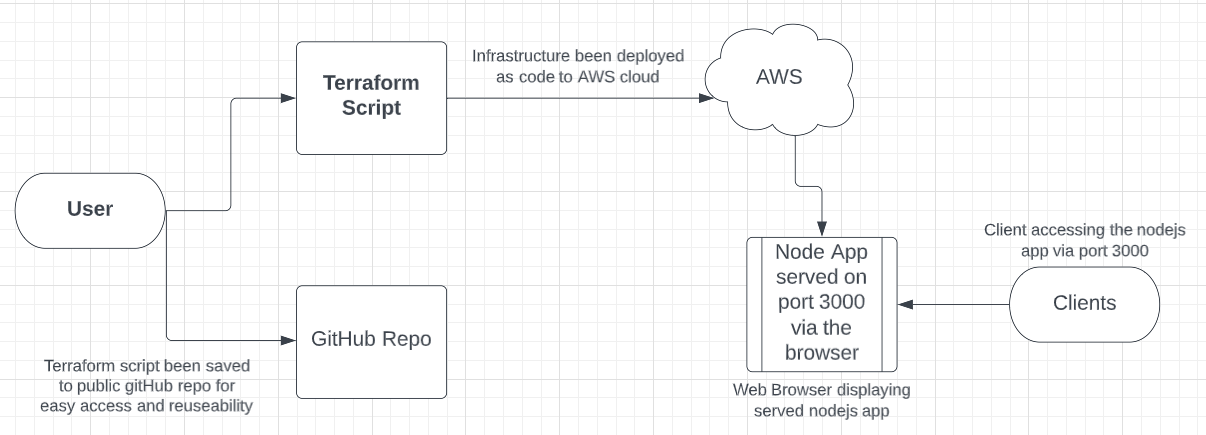 Terraform
Script
Infrastructure been deployed
as code to AWS cloud
AWS
User
Terraform script been saved
to public gitHub repo for
easy access and reuseability
GitHub Repo
Node App
served on
port 3000
via the
browser
Web Browser displaying
served nodejs app
Client accessing the nodejs
app via port 3000
Clients